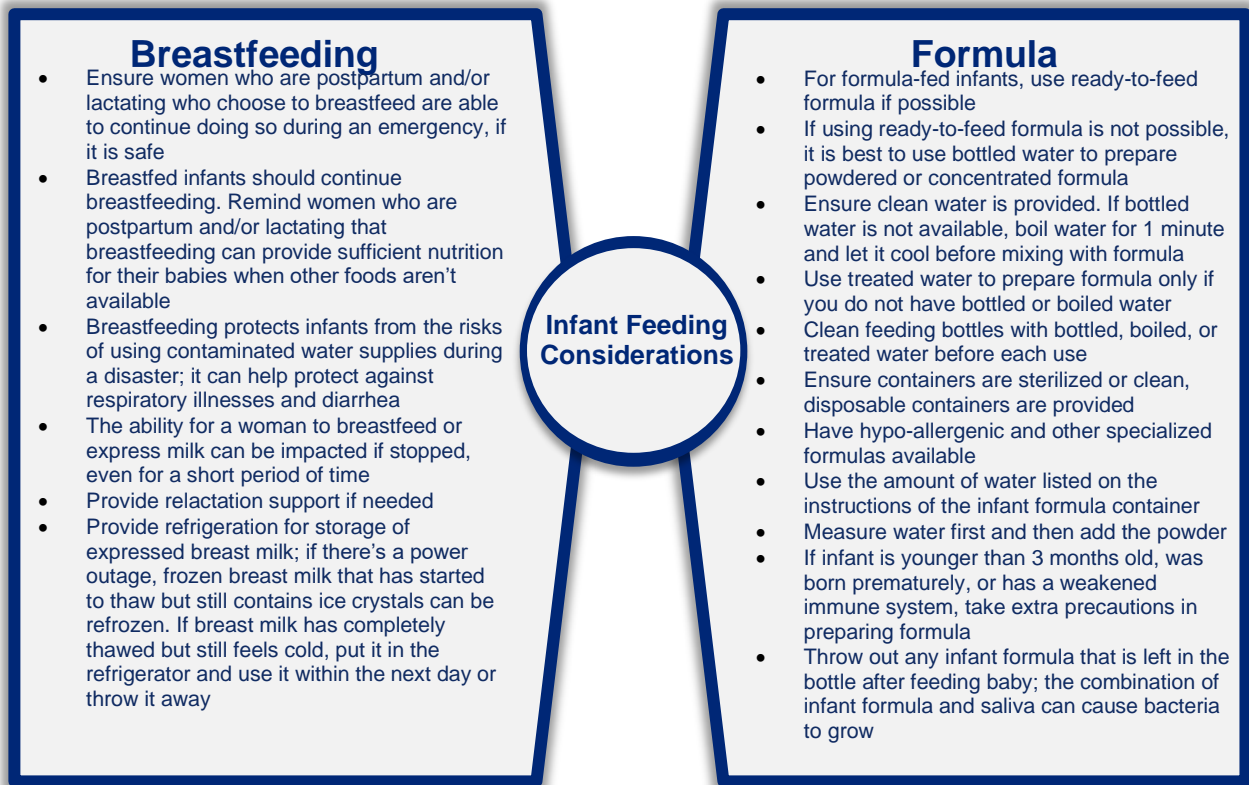 Breastfeeding
• Ensure women who are postpartum and/or
lactating who choose to breastfeed are able
to continue doing so during an emergency, if
it is safe
• Breastfed infants should continue
breastfeeding. Remind women who are
postpartum and/or lactating that
breastfeeding can provide sufficient nutrition
for their babies when other foods aren’t
available
• Breastfeeding protects infants from the risks
of using contaminated water supplies during
a disaster; it can help protect against
respiratory illnesses and diarrhea
• The ability for a woman to breastfeed or
express milk can be impacted if stopped,
even for a short period of time
• Provide relactation support if needed
• Provide refrigeration for storage of
expressed breast milk; if there’s a power
outage, frozen breast milk that has started
to thaw but still contains ice crystals can be
refrozen. If breast milk has completely
thawed but still feels cold, put it in the
refrigerator and use it within the next day or
throw it away
Infant Feeding
Considerations
Formula
• For formula-fed infants, use ready-to-feed
formula if possible
• If using ready-to-feed formula is not possible,
it is best to use bottled water to prepare
powdered or concentrated formula
• Ensure clean water is provided. If bottled
water is not available, boil water for 1 minute
and let it cool before mixing with formula
• Use treated water to prepare formula only if
you do not have bottled or boiled water
• Clean feeding bottles with bottled, boiled, or
treated water before each use
• Ensure containers are sterilized or clean,
disposable containers are provided
• Have hypo-allergenic and other specialized
formulas available
• Use the amount of water listed on the
instructions of the infant formula container
• Measure water first and then add the powder
• If infant is younger than 3 months old, was
born prematurely, or has a weakened
immune system, take extra precautions in
preparing formula
• Throw out any infant formula that is left in the
bottle after feeding baby; the combination of
infant formula and saliva can cause bacteria
to grow